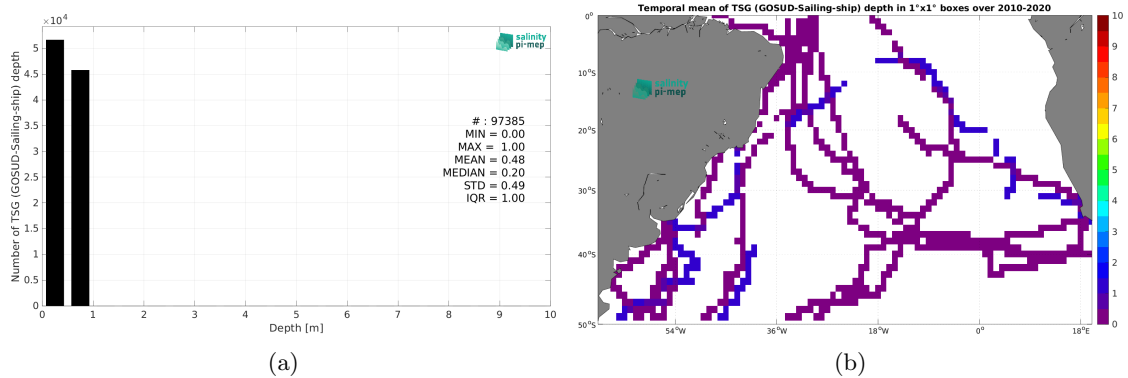 ×10⁴
5
4.5
4
3.5
3
2.5
2
1.5
1
0.5
0
0 1 2 3 4 5 6 7 8 9 10
Number of TSG (GOSUD-Sailing-ship) depth
Depth [m]
salinity
pi-mep
# : 97385
MIN = 0.00
MAX = 1.00
MEAN = 0.48
MEDIAN = 0.20
STD = 0.49
IQR = 1.00
(a)
Temporal mean of TSG (GOSUD-Sailing-ship) depth in 1°x1° boxes over 2010-2020
0°
10°S
20°S
30°S
40°S
50°S
54°W 36°W 18°W 0° 18°E
salinity
pi-mep
10
9
8
7
6
5
4
3
2
1
0
(b)